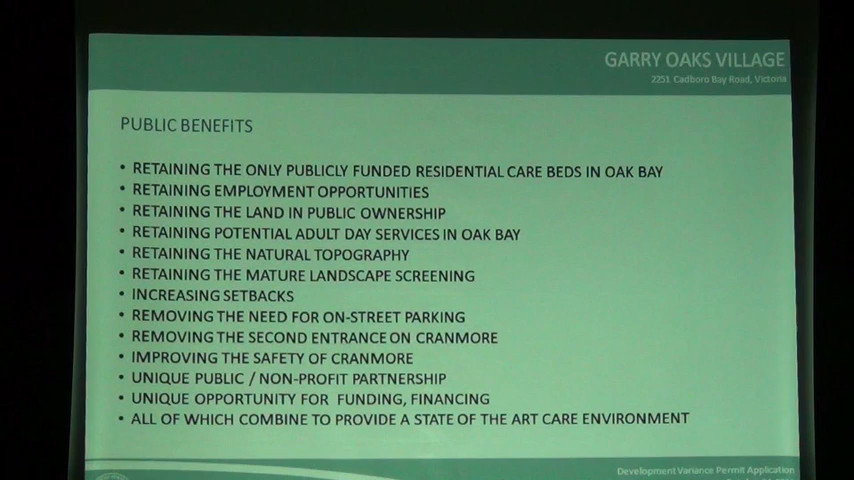 GARRY OAKS VILLAGE
2251 Cadboro Bay Road, Victoria
PUBLIC BENEFITS
• RETAINING THE ONLY PUBLICLY FUNDED RESIDENTIAL CARE BEDS IN OAK BAY
• RETAINING EMPLOYMENT OPPORTUNITIES
• RETAINING THE LAND IN PUBLIC OWNERSHIP
• RETAINING POTENTIAL ADULT DAY SERVICES IN OAK BAY
• RETAINING THE NATURAL TOPOGRAPHY
• RETAINING THE MATURE LANDSCAPE SCREENING
• INCREASING SETBACKS
• REMOVING THE NEED FOR ON-STREET PARKING
• REMOVING THE SECOND ENTRANCE ON CRANMORE
• IMPROVING THE SAFETY OF CRANMORE
• UNIQUE PUBLIC / NON-PROFIT PARTNERSHIP
• UNIQUE OPPORTUNITY FOR FUNDING, FINANCING
• ALL OF WHICH COMBINE TO PROVIDE A STATE OF THE ART CARE ENVIRONMENT
Development Variance Permit Application